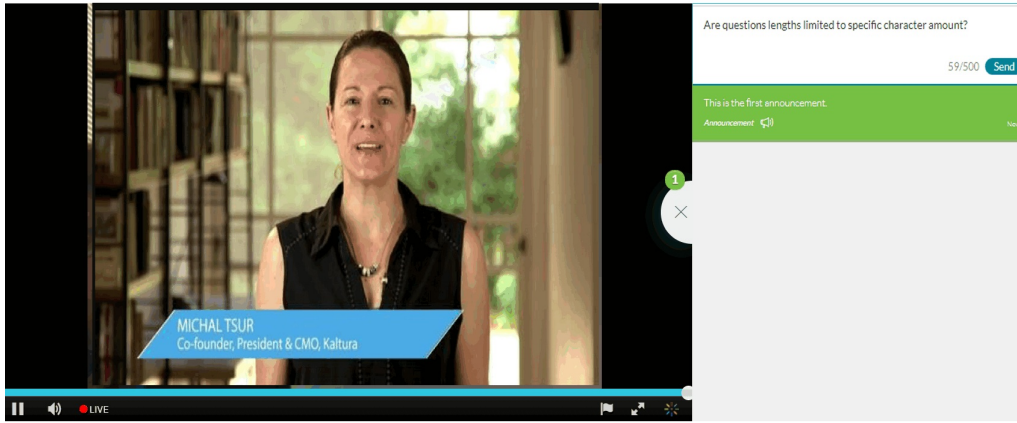 Are questions lengths limited to specific character amount?
59/500 Send
This is the first announcement.
Announcement
1
MICHAL TSUR
Co-founder, President & CMO, Kaltura
LIVE